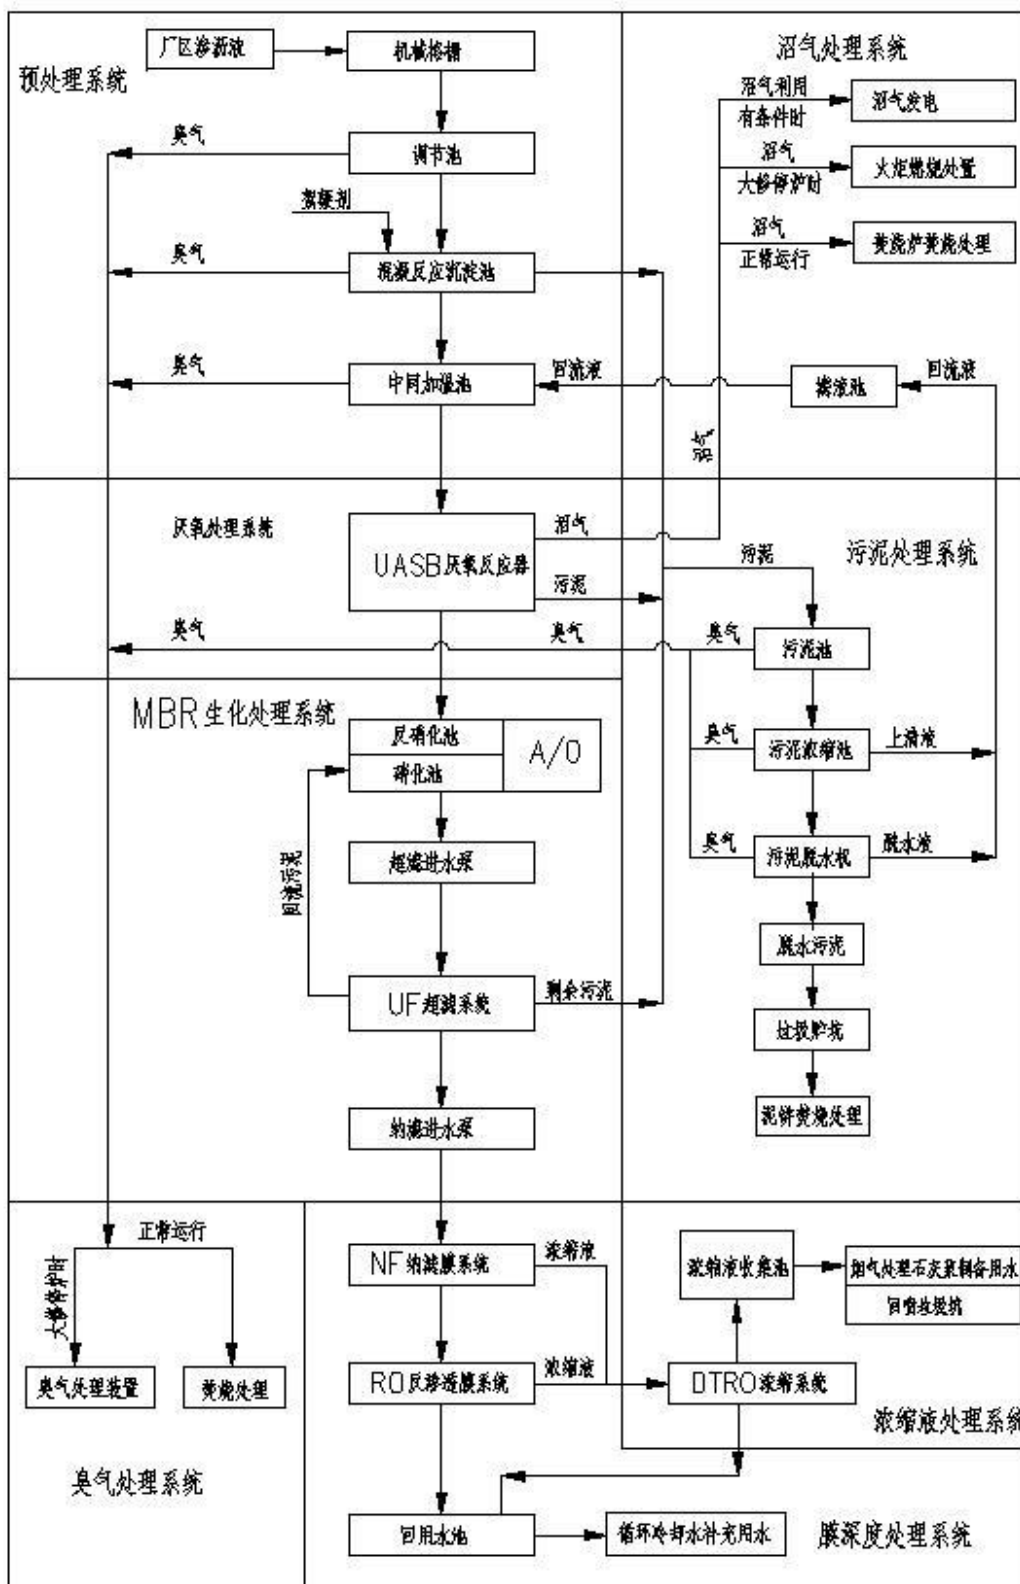 厂区渗沥液
机械格栅
预处理系统
沼气处理系统
沼气利用
有条件时
沼气发电
臭气
调节池
沼气
大修停炉时
火炬燃烧处置
絮凝剂
沼气
正常运行
焚烧炉焚烧处理
臭气
混凝反应沉淀池
臭气
中间加温池
回流液
滤液池
回流液
沼气
厌氧处理系统
UASB厌氧反应器
沼气
污泥
污泥
污泥处理系统
臭气
臭气
臭气
污泥池
MBR生化处理系统
反硝化池
硝化池
A/O
臭气
污泥浓缩池
上清液
超滤进水泵
臭气
污泥脱水机
脱水液
回流污泥
脱水污泥
UF超滤系统
剩余污泥
垃圾贮坑
纳滤进水泵
泥饼焚烧处理
正常运行
大修停炉时
NF纳滤膜系统
浓缩液
浓缩液收集池
烟气处理石灰浆制备用水
回喷垃圾坑
臭气处理装置
焚烧处理
RO反渗透膜系统
浓缩液
DTRO浓缩系统
浓缩液处理系统
臭气处理系统
回用水池
循环冷却水补充用水
膜深度处理系统